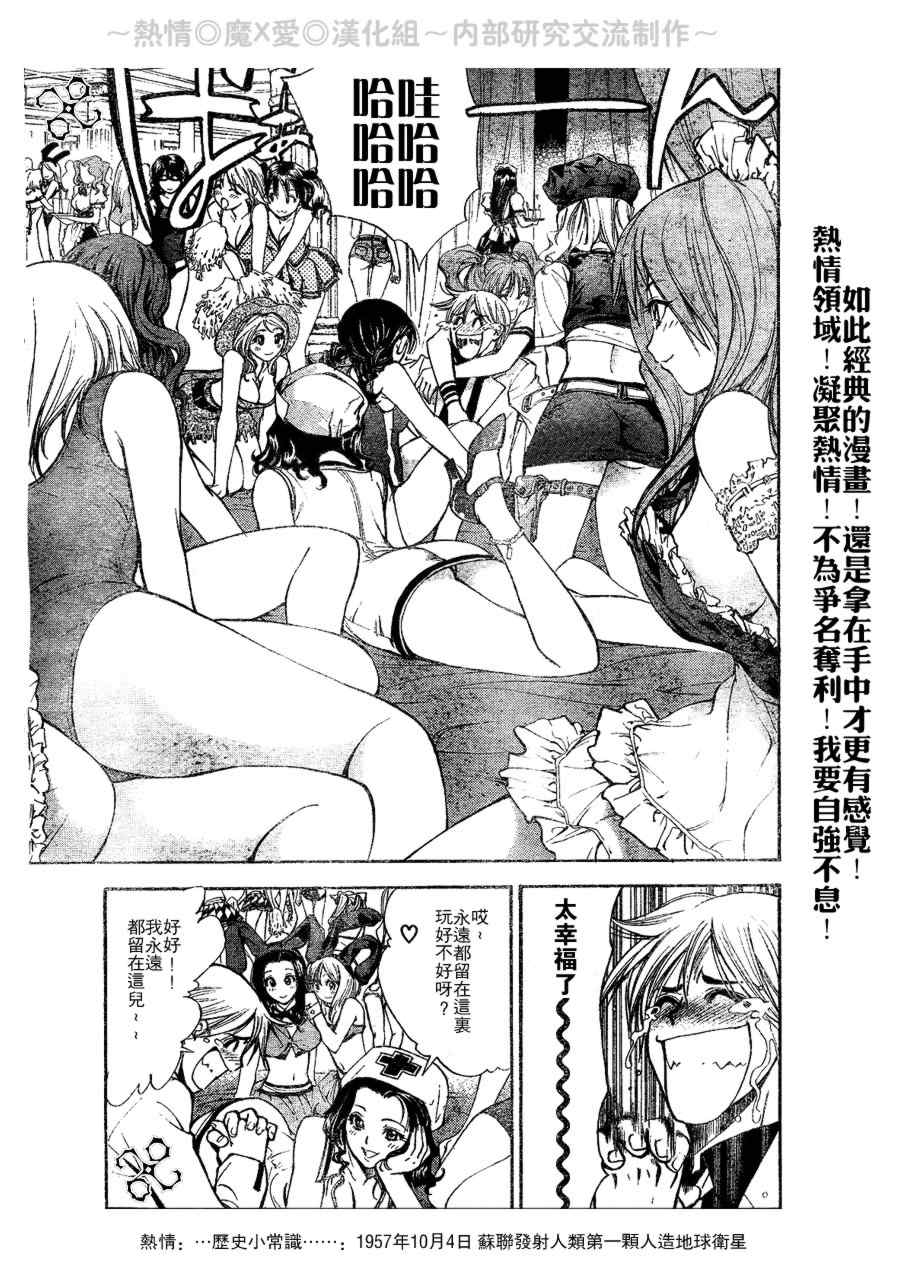 ～熱情◎魔X愛◎漢化組～内部研究交流制作～
哇哈哈哈
哈哈哈
如此經典的漫畫！還是拿在手中才更有感覺！
熱情領域！凝聚熱情！不為爭名奪利！我要自強不息！
太幸福了～
哎~
永遠都留在這裏
玩好不好呀？
♡
好好！
我永遠
都留在這兒
~~
熱情：…歷史小常識……：1957年10月4日 蘇聯發射人類第一顆人造地球衛星